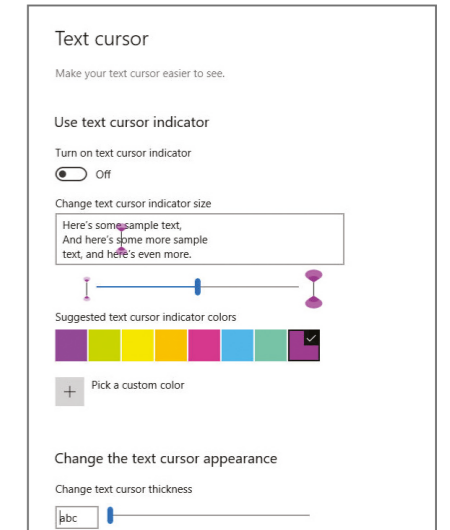 Text cursor
Make your text cursor easier to see.
Use text cursor indicator
Turn on text cursor indicator
Off
Change text cursor indicator size
Here's some sample text,
And here's some more sample
text, and here's even more.
Suggested text cursor indicator colors
Pick a custom color
Change the text cursor appearance
Change text cursor thickness
abc